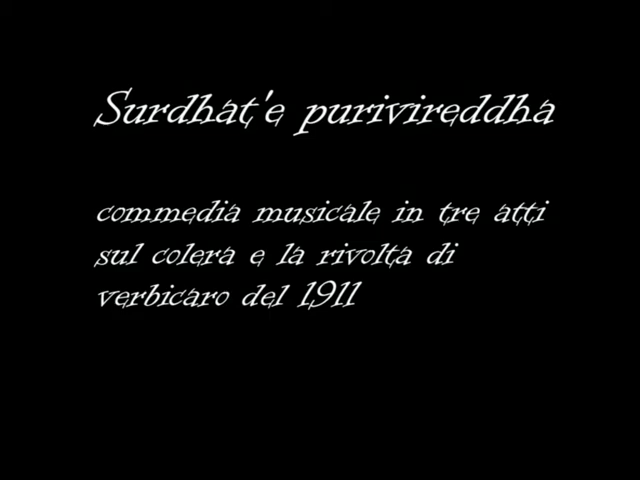 Surdhat'e purivireddha
commedia musicale in tre atti
sul colera e la rivolta di
verbicaro del 1911